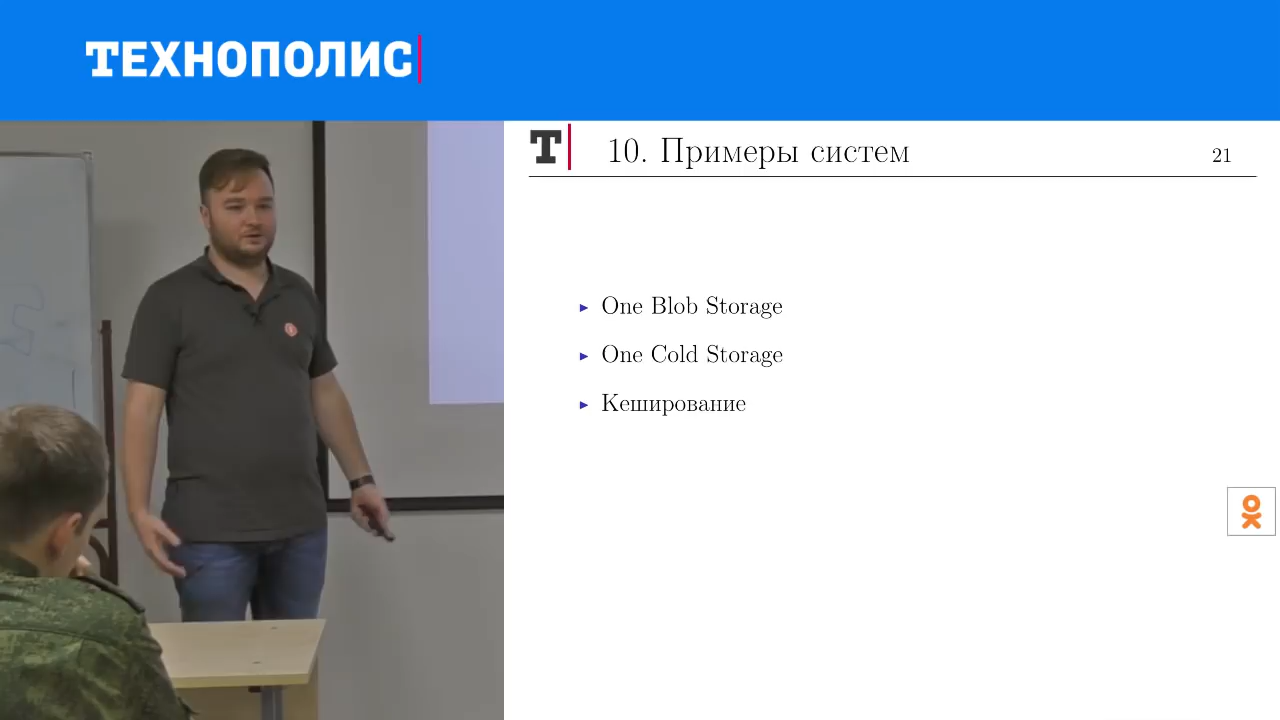 ТЕХНОПОЛИС
T 10. Примеры систем 21
One Blob Storage
One Cold Storage
Кеширование